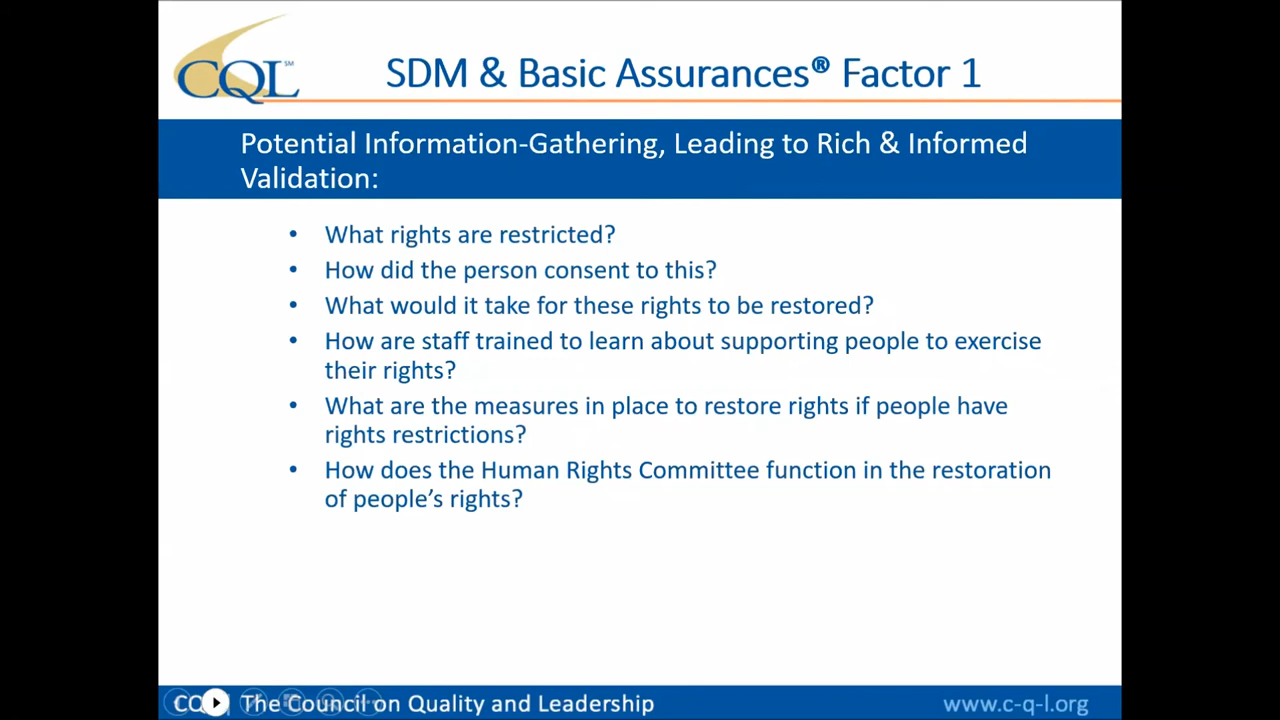 CQL℠
SDM & Basic Assurances® Factor 1
Potential Information-Gathering, Leading to Rich & Informed
Validation:
• What rights are restricted?
• How did the person consent to this?
• What would it take for these rights to be restored?
• How are staff trained to learn about supporting people to exercise
their rights?
• What are the measures in place to restore rights if people have
rights restrictions?
• How does the Human Rights Committee function in the restoration
of people's rights?
The Council on Quality and Leadership
www.c-q-l.org